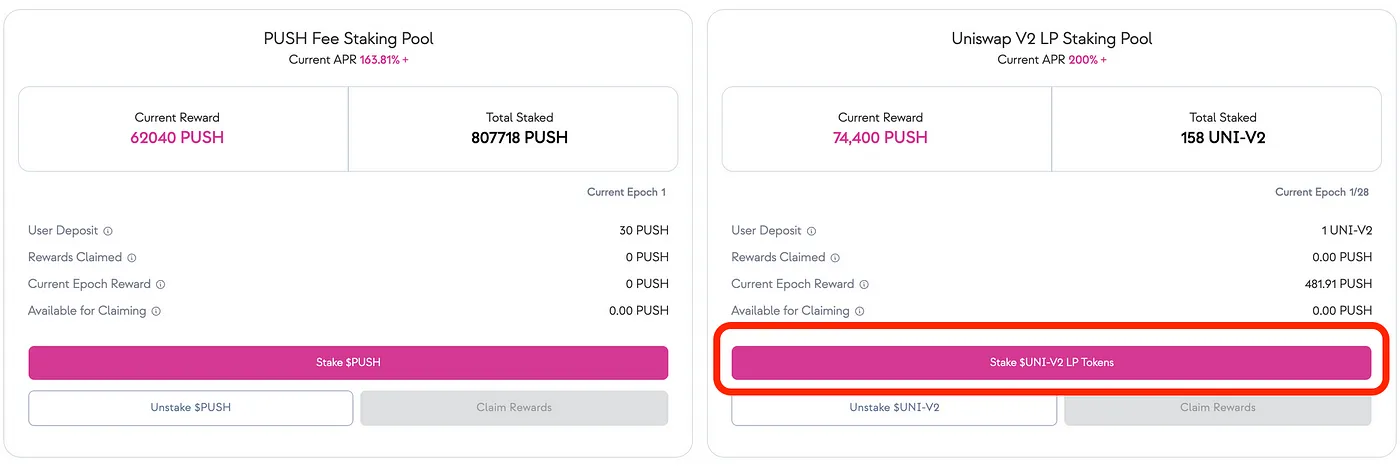 PUSH Fee Staking Pool
Current APR 163.81% +
Current Reward
62040 PUSH
Total Staked
807718 PUSH
Current Epoch 1
User Deposit
30 PUSH
Rewards Claimed
0 PUSH
Current Epoch Reward
0 PUSH
Available for Claiming
0.00 PUSH
Stake $PUSH
Unstake $PUSH
Claim Rewards
Uniswap V2 LP Staking Pool
Current APR 200% +
Current Reward
74,400 PUSH
Total Staked
158 UNI-V2
Current Epoch 1/28
User Deposit
1 UNI-V2
Rewards Claimed
0.00 PUSH
Current Epoch Reward
481.91 PUSH
Available for Claiming
0.00 PUSH
Stake $UNI-V2 LP Tokens
Unstake $UNI-V2
Claim Rewards